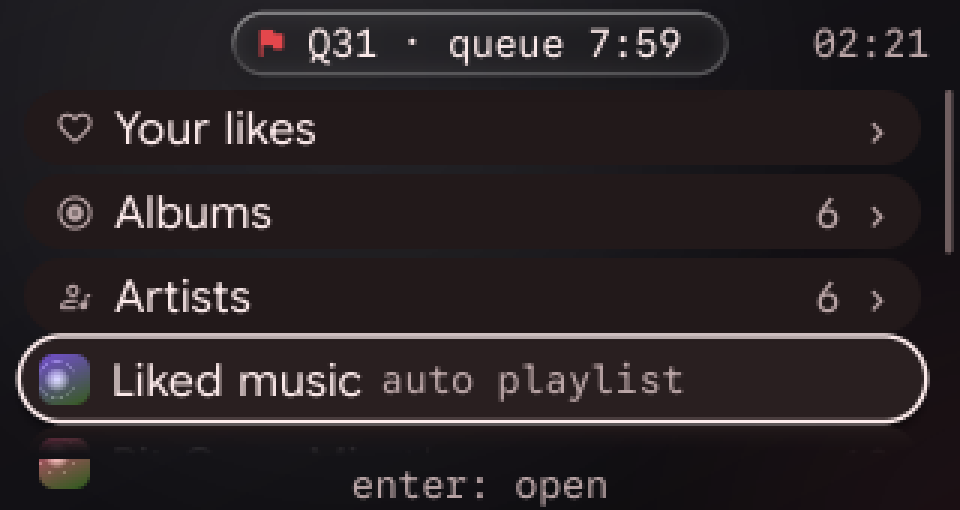 Q31 · queue 7:59
02:21
Your likes
Albums 6
Artists 6
Liked music auto playlist
enter: open